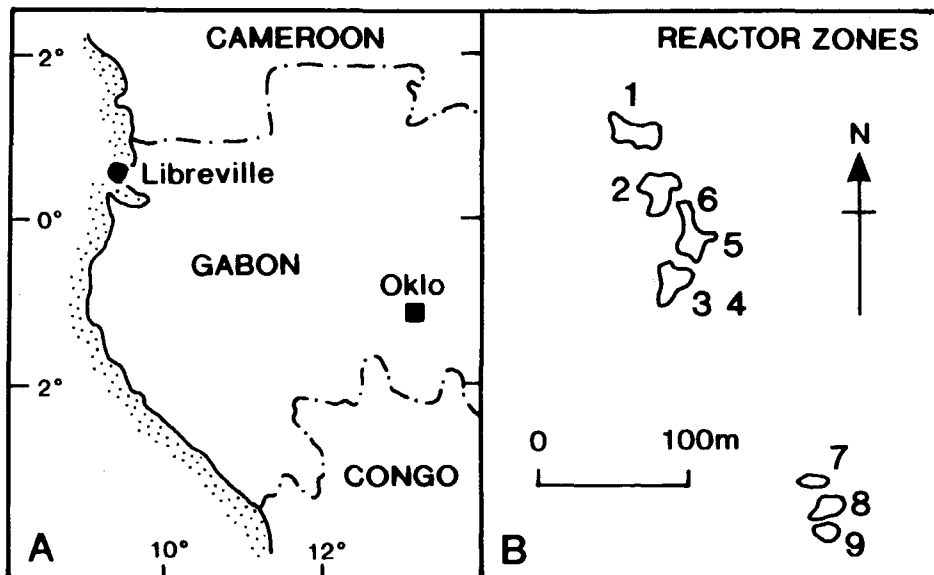 CAMEROON
2°
Libreville
0°
GABON
Oklo
2°
CONGO
A
10°
12°
REACTOR ZONES
1
N
2
6
5
3 4
0
100m
7
8
B
9